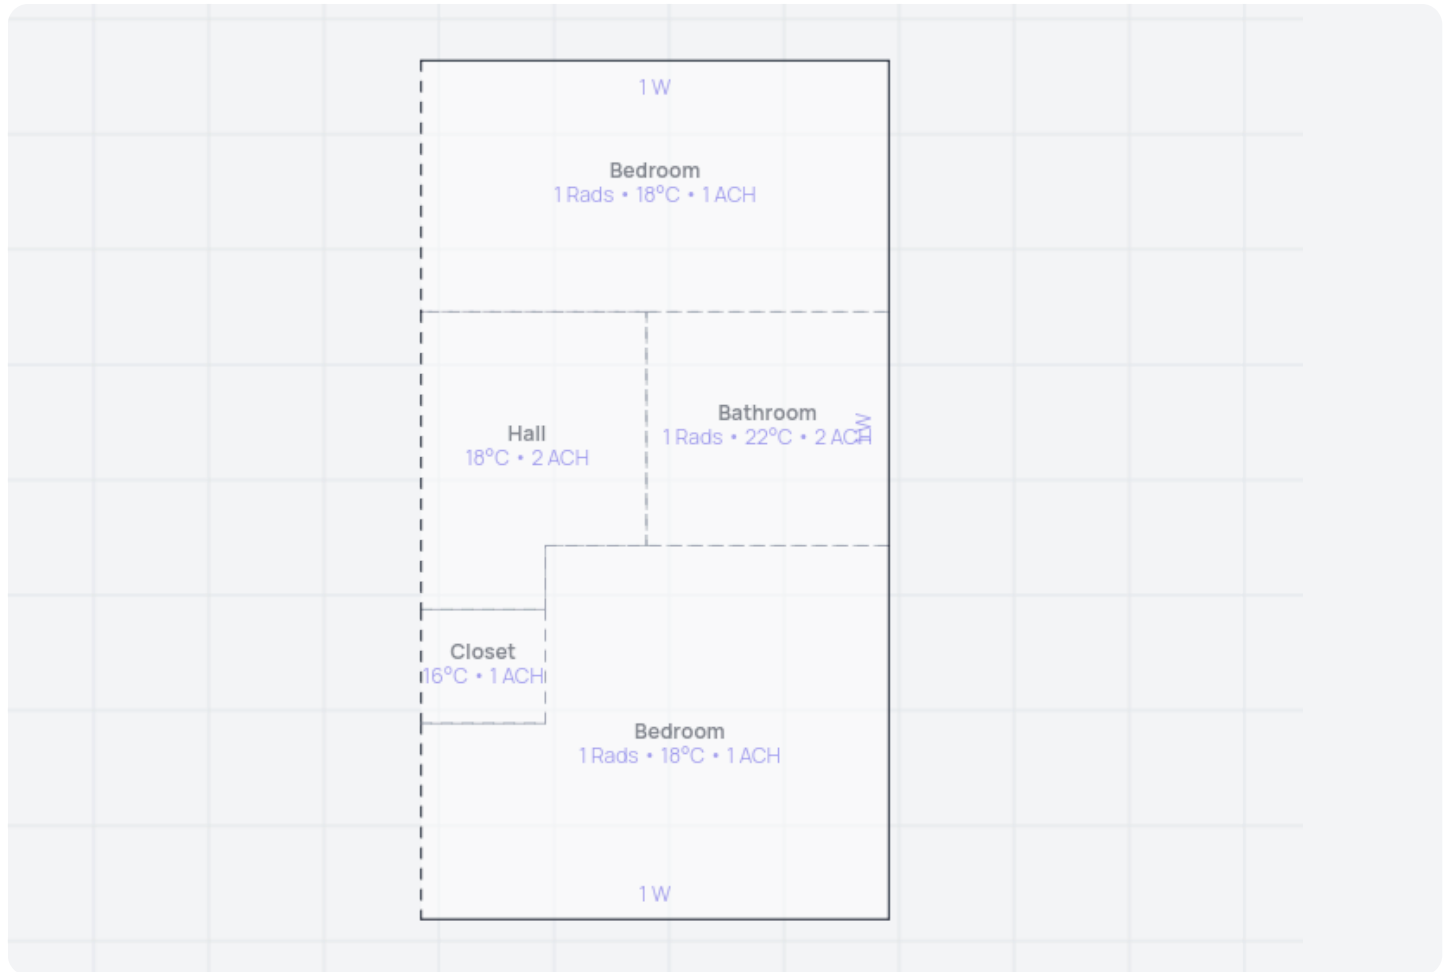 1 W
Bedroom
1 Rads • 18°C • 1 ACH
Bathroom
1 Rads • 22°C • 2 ACH
1 W
Hall
18°C • 2 ACH
Closet
16°C • 1 ACH
Bedroom
1 Rads • 18°C • 1 ACH
1 W